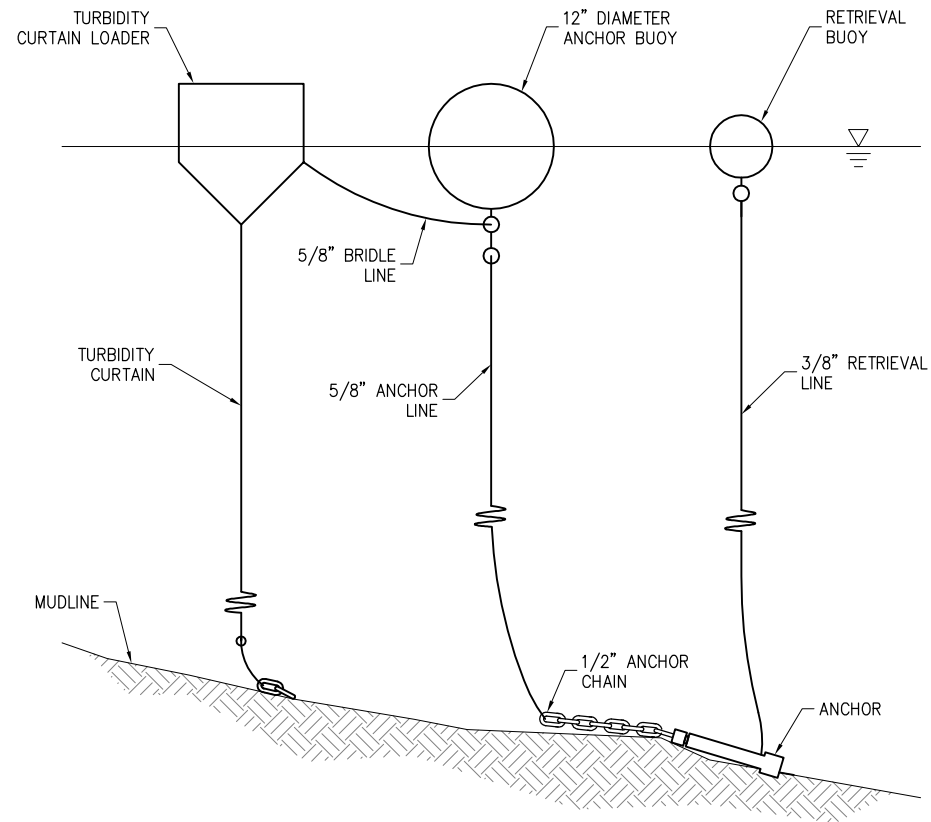 TURBIDITY
CURTAIN LOADER
12” DIAMETER
ANCHOR BUOY
RETRIEVAL
BUOY
5/8” BRIDLE
LINE
TURBIDITY
CURTAIN
5/8” ANCHOR
LINE
3/8” RETRIEVAL
LINE
MUDLINE
1/2” ANCHOR
CHAIN
ANCHOR